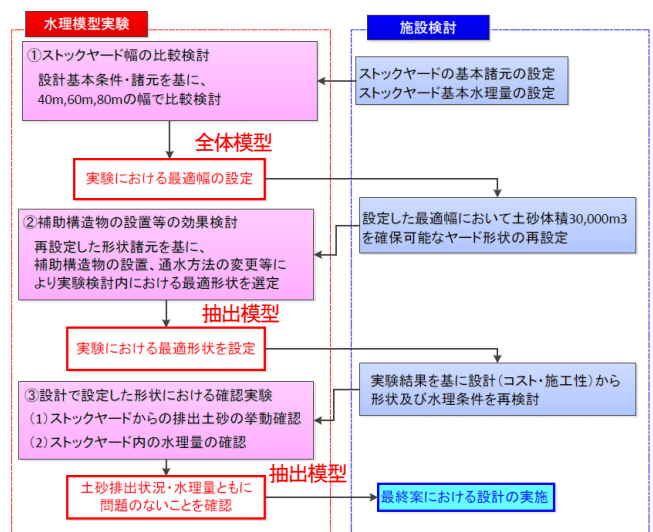 水理模型実験
施設検討
①ストックヤード幅の比較検討
設計基本条件・諸元を基に、
40m,60m,80mの幅で比較検討
ストックヤードの基本諸元の設定
ストックヤード基本水理量の設定
全体模型
実験における最適幅の設定
設定した最適幅において土砂体積30,000m3
を確保可能なヤード形状の再設定
②補助構造物の設置等の効果検討
再設定した形状諸元を基に、
補助構造物の設置、通水方法の変更等に
より実験検討内における最適形状を選定
抽出模型
実験における最適形状を設定
実験結果を基に設計(コスト・施工性)から
形状及び水理条件を再検討
③設計で設定した形状における確認実験
(1)ストックヤードからの排出土砂の挙動確認
(2)ストックヤード内の水理量の確認
抽出模型
土砂排出状況・水理量ともに
問題のないことを確認
最終案における設計の実施